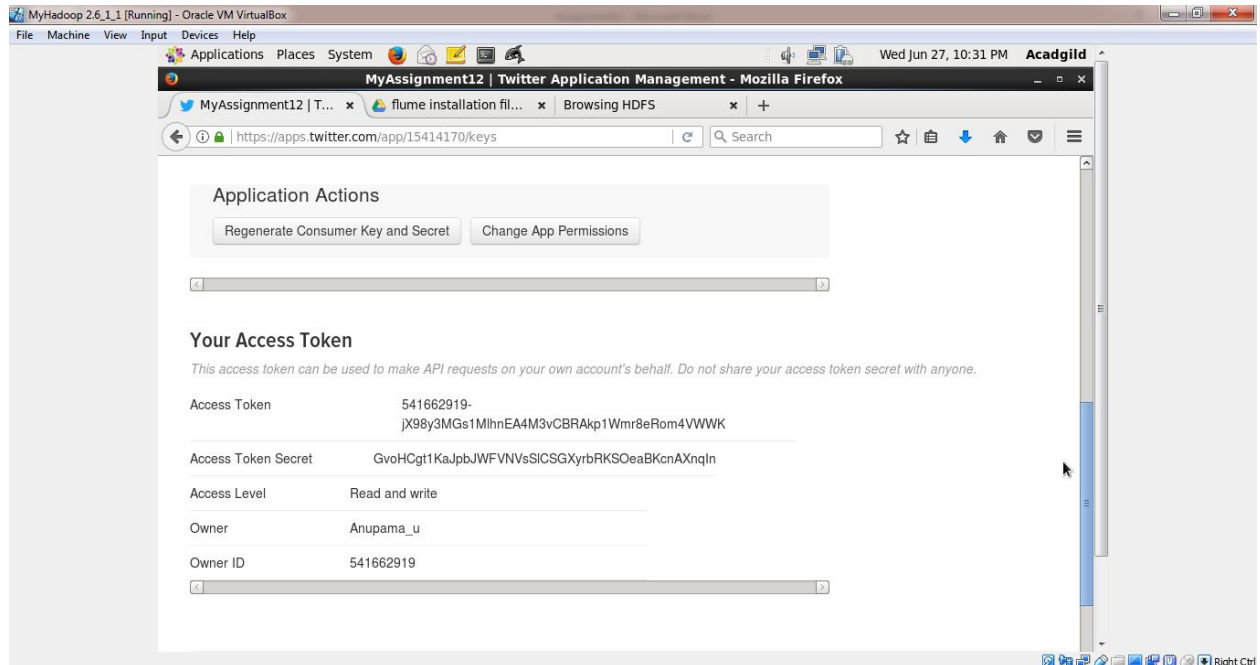 MyHadoop 2.6_1_1 [Running] - Oracle VM VirtualBox
File Machine View Input Devices Help
Applications Places System Wed Jun 27, 10:31 PM Acadgild
MyAssignment12 | Twitter Application Management - Mozilla Firefox
MyAssignment12 | T... flume installation fil... Browsing HDFS
https://apps.twitter.com/app/15414170/keys Search
Application Actions
Regenerate Consumer Key and Secret Change App Permissions
Your Access Token
This access token can be used to make API requests on your own account's behalf. Do not share your access token secret with anyone.
Access Token 541662919-
jX98y3MGs1MlhnEA4M3vCBRAkp1Wmr8eRom4VWWK
Access Token Secret GvoHCgt1KaJpbJWFVNVsSlCSGXyrbRKSOeaBKcnAXnqIn
Access Level Read and write
Owner Anupama_u
Owner ID 541662919
Right Ctrl